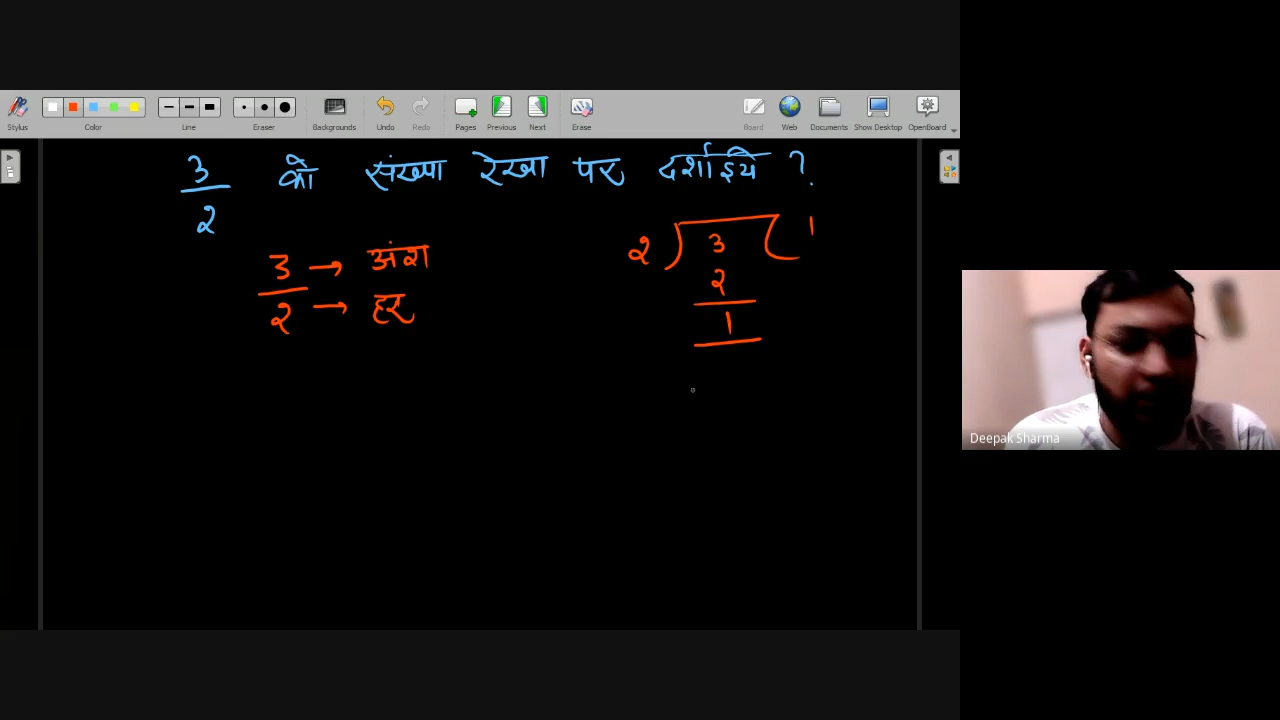 Stylus Color Line Eraser Backgrounds Undo Redo Pages Previous Next Erase Board Web Documents Show Desktop OpenBoard
3/2 को संख्या रेखा पर दर्शाइये ?
3 → अंश
2 → हर
2 ) 3 ( 1
2
1
Deepak Sharma